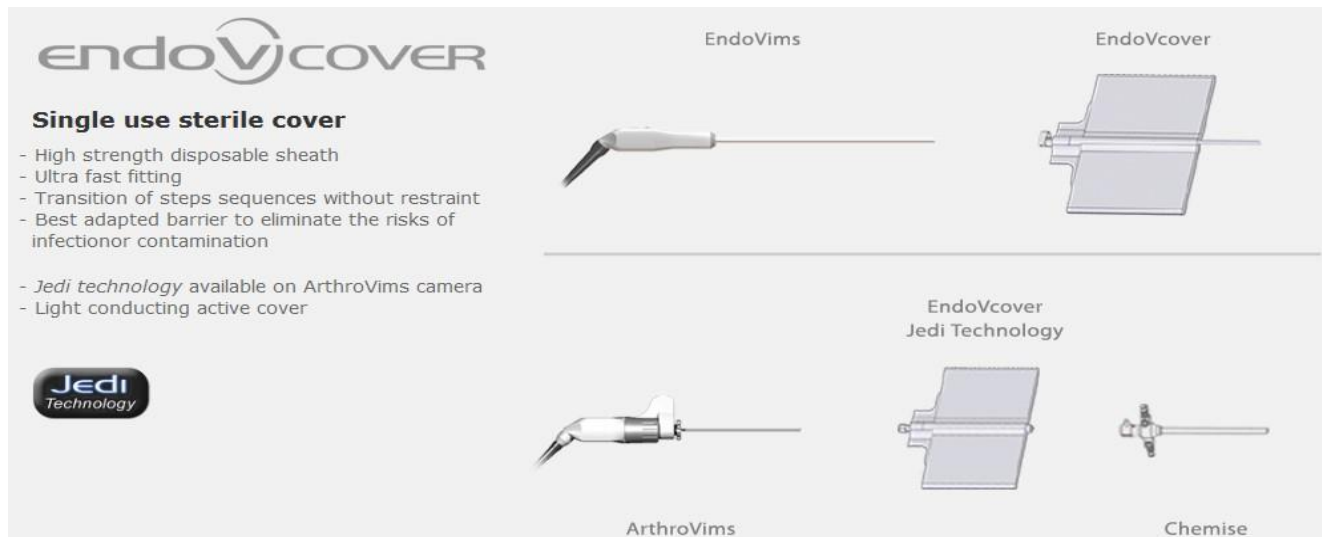 endoVcover
Single use sterile cover
- High strength disposable sheath
- Ultra fast fitting
- Transition of steps sequences without restraint
- Best adapted barrier to eliminate the risks of
infectionor contamination
- Jedi technology available on ArthroVims camera
- Light conducting active cover
Jedi
Technology
EndoVims
EndoVcover
EndoVcover
Jedi Technology
ArthroVims
Chemise